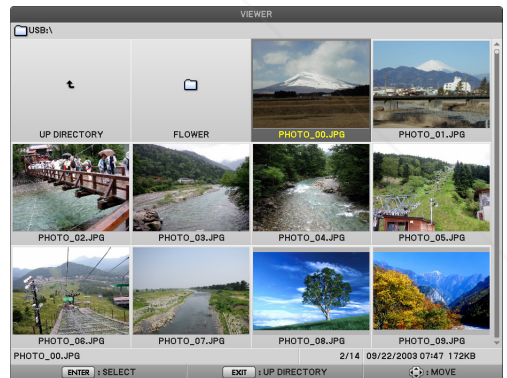 VIEWER
USB:\
UP DIRECTORY
FLOWER
PHOTO_00.JPG
PHOTO_01.JPG
PHOTO_02.JPG
PHOTO_03.JPG
PHOTO_04.JPG
PHOTO_05.JPG
PHOTO_06.JPG
PHOTO_07.JPG
PHOTO_08.JPG
PHOTO_09.JPG
PHOTO_00.JPG 2/14 09/22/2003 07:47 172KB
ENTER : SELECT EXIT : UP DIRECTORY : MOVE